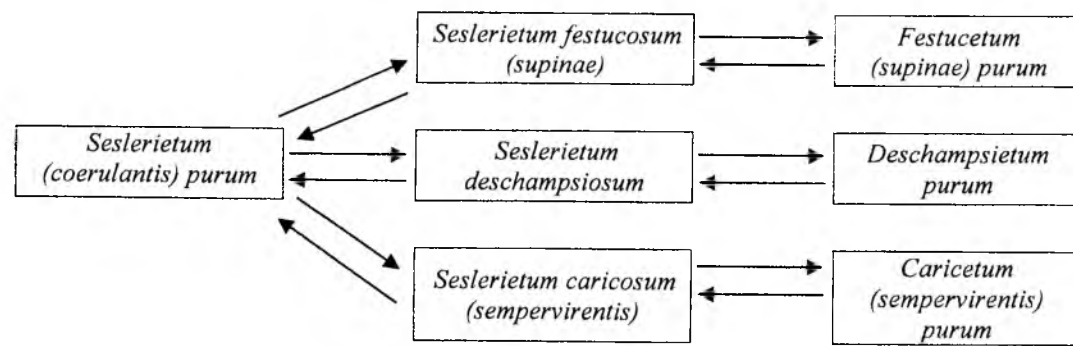 Seslerietum festucosum
(supinae)
Festucetum
(supinae) purum
Seslerietum
(coerulantis) purum
Seslerietum
deschampsiosum
Deschampsietum
purum
Seslerietum caricosum
(sempervirentis)
Caricetum
(sempervirentis)
purum